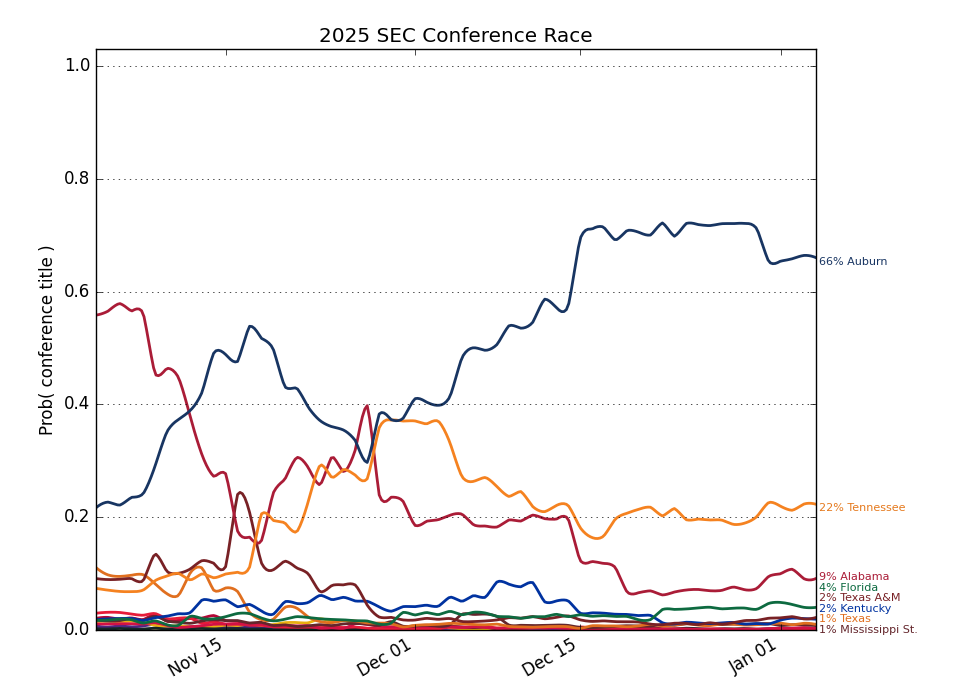 2025 SEC Conference Race
Prob( conference title )
1.0
0.8
0.6
0.4
0.2
0.0
Nov 15
Dec 01
Dec 15
Jan 01
66% Auburn
22% Tennessee
9% Alabama
4% Florida
2% Texas A&M
2% Kentucky
1% Texas
1% Mississippi St.